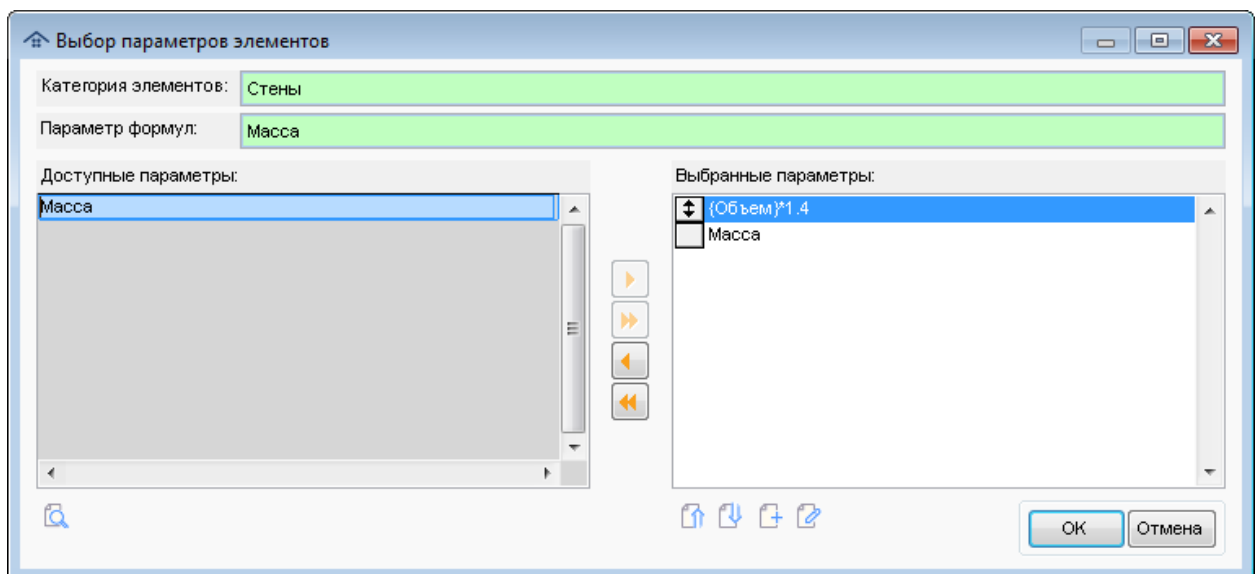 Выбор параметров элементов
Категория элементов: Стены
Параметр формул: Масса
Доступные параметры:
Масса
Выбранные параметры:
{Объем}*1.4
Масса
ОК
Отмена